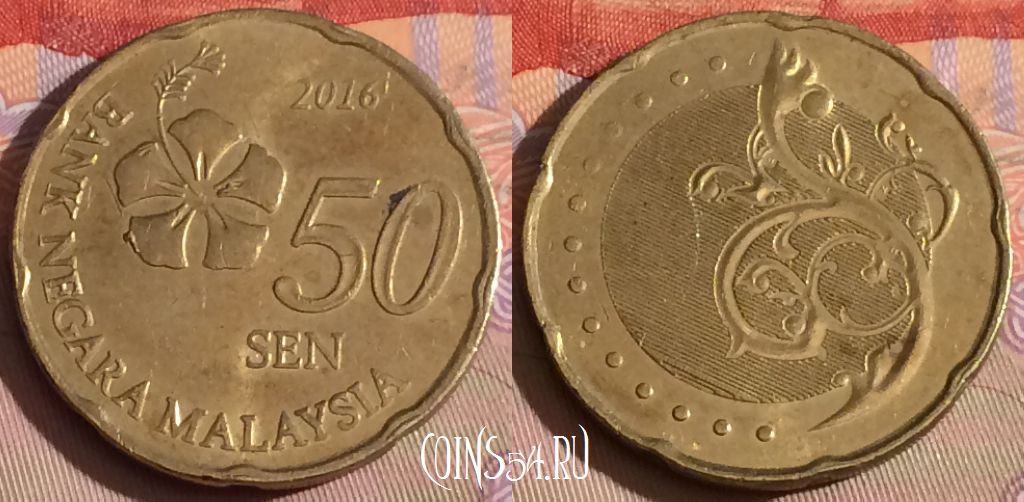 2016
50
SEN
BANK NEGARA MALAYSIA
COINS54.RU